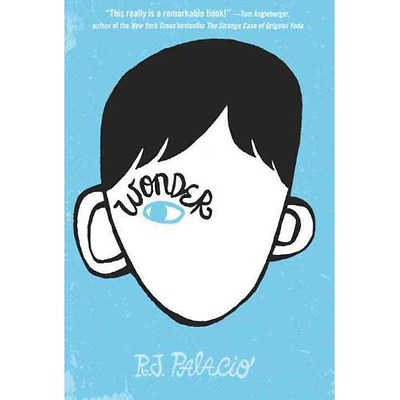 "This really is a remarkable book!" —Tom Angleberger,
author of the New York Times bestseller The Strange Case of Origami Yoda
WONDER
R.J. PALACIO